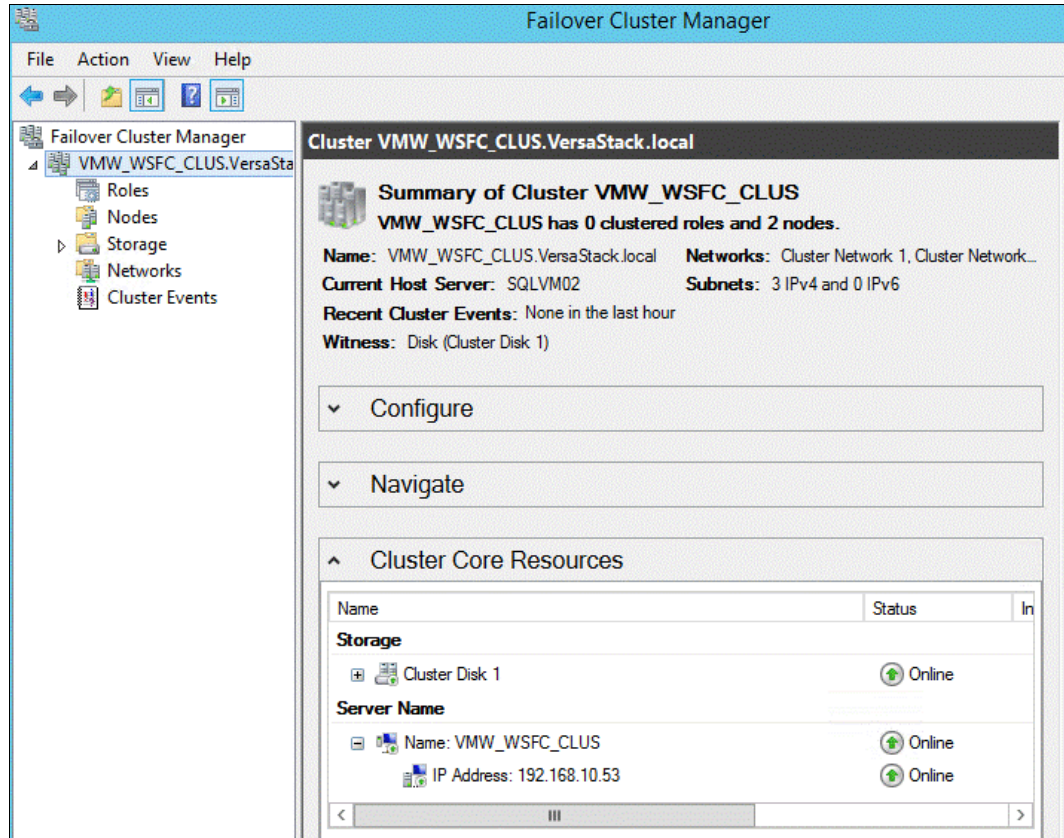 Failover Cluster Manager
File Action View Help
Failover Cluster Manager
VMW_WSFC_CLUS.VersaSta
Roles
Nodes
Storage
Networks
Cluster Events
Cluster VMW_WSFC_CLUS.VersaStack.local
Summary of Cluster VMW_WSFC_CLUS
VMW_WSFC_CLUS has 0 clustered roles and 2 nodes.
Name: VMW_WSFC_CLUS.VersaStack.local Networks: Cluster Network 1, Cluster Network...
Current Host Server: SQLVM02 Subnets: 3 IPv4 and 0 IPv6
Recent Cluster Events: None in the last hour
Witness: Disk (Cluster Disk 1)
Configure
Navigate
Cluster Core Resources
Name Status In
Storage
Cluster Disk 1 Online
Server Name
Name: VMW_WSFC_CLUS Online
IP Address: 192.168.10.53 Online